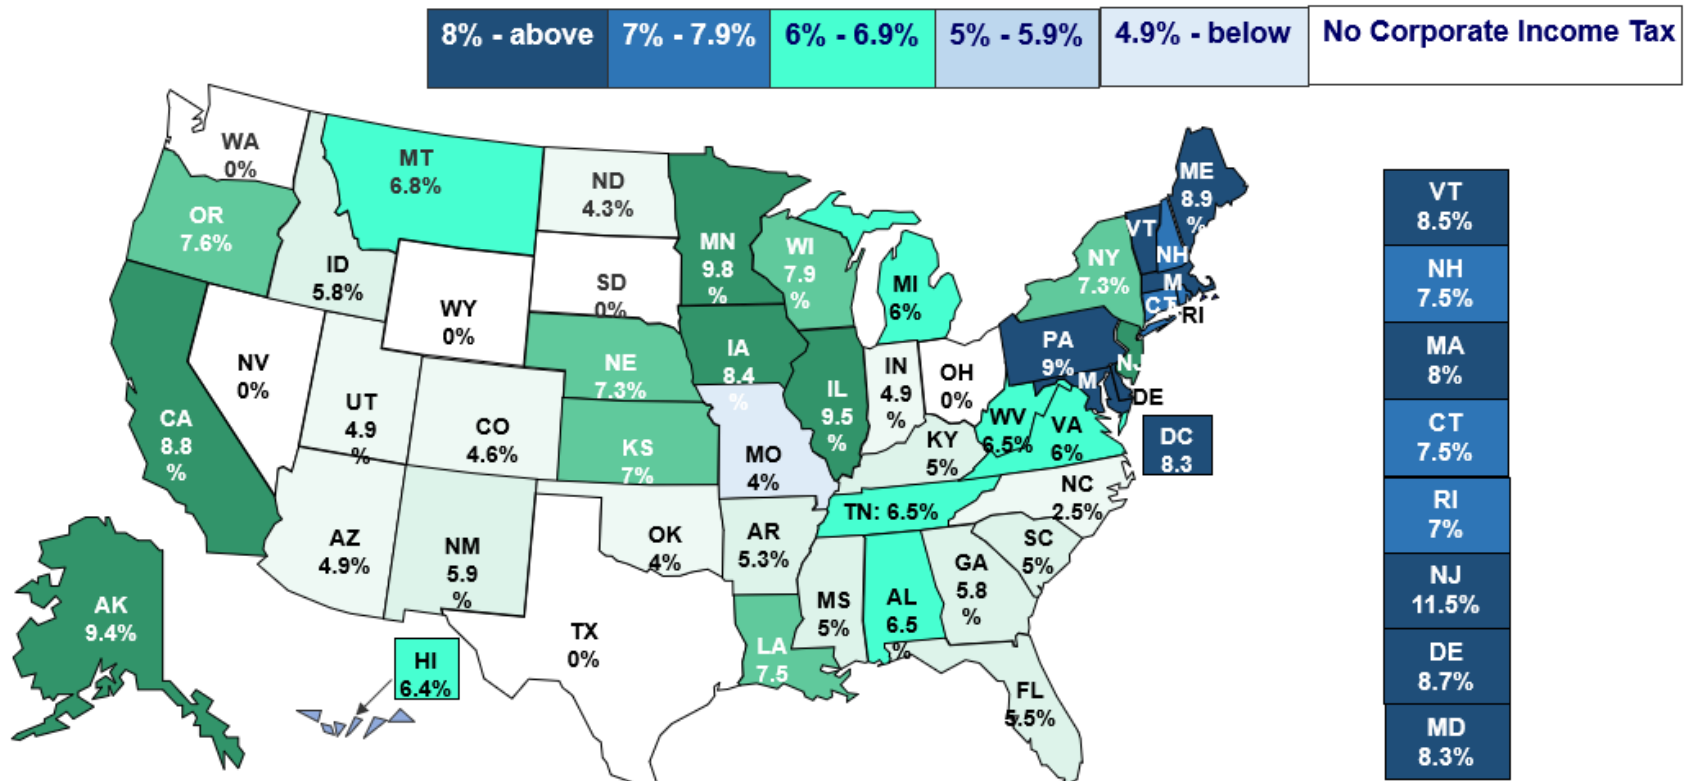 8% - above
7% - 7.9%
6% - 6.9%
5% - 5.9%
4.9% - below
No Corporate Income Tax
WA
0%
MT
6.8%
ND
4.3%
OR
7.6%
ID
5.8%
WY
0%
SD
0%
MN
9.8
%
WI
7.9
%
MI
6%
NY
7.3%
VT
NH
ME
8.9
%
M
CT
RI
NV
0%
UT
4.9
%
CO
4.6%
NE
7.3%
KS
7%
IA
8.4
%
MO
4%
IL
9.5
%
IN
4.9
%
OH
0%
PA
9%
NJ
M
DE
DC
8.3
CA
8.8
%
AZ
4.9%
NM
5.9
%
OK
4%
AR
5.3%
KY
5%
WV
6.5%
VA
6%
TN: 6.5%
NC
2.5%
SC
5%
GA
5.8
%
AL
6.5
%
MS
5%
LA
7.5
TX
0%
FL
5.5%
AK
9.4%
HI
6.4%
VT
8.5%
NH
7.5%
MA
8%
CT
7.5%
RI
7%
NJ
11.5%
DE
8.7%
MD
8.3%